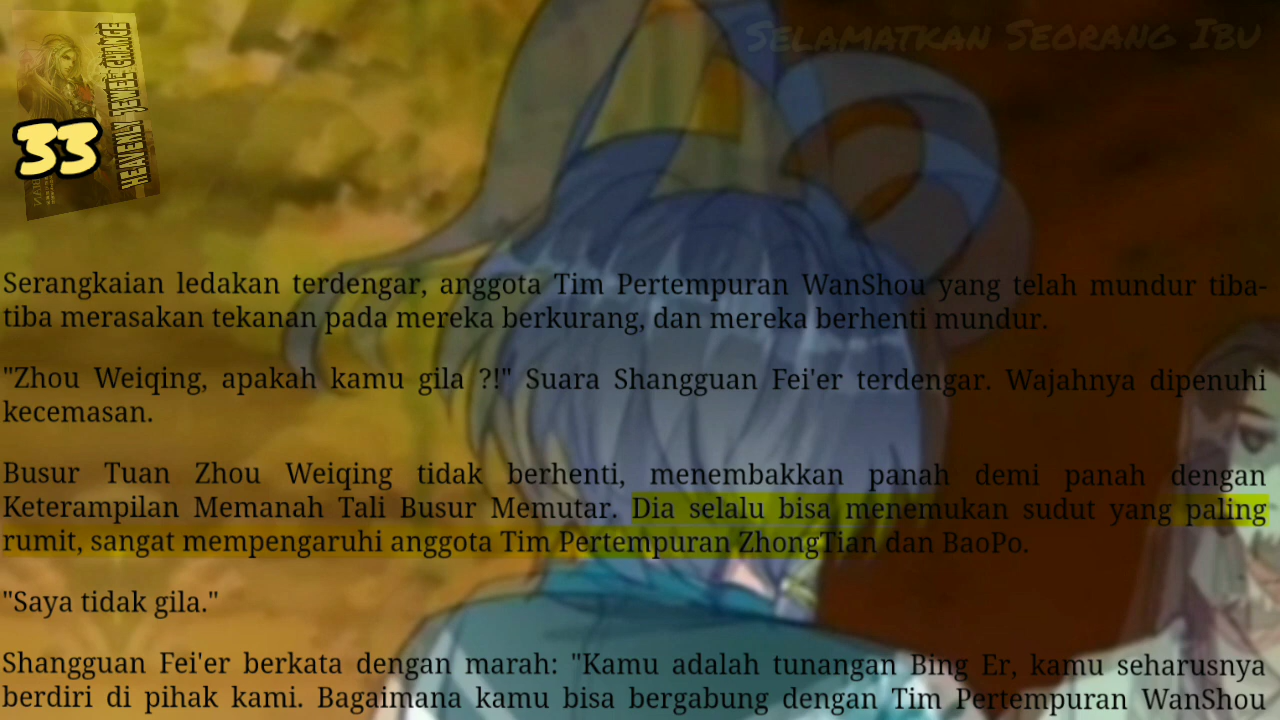 Selamatkan Seorang Ibu
HEAVENLY JEWEL CHANGE
33
Serangkaian ledakan terdengar, anggota Tim Pertempuran WanShou yang telah mundur tiba-
tiba merasakan tekanan pada mereka berkurang, dan mereka berhenti mundur.
"Zhou Weiqing, apakah kamu gila ?!" Suara Shangguan Fei'er terdengar. Wajahnya dipenuhi
kecemasan.
Busur Tuan Zhou Weiqing tidak berhenti, menembakkan panah demi panah dengan
Keterampilan Memanah Tali Busur Memutar. Dia selalu bisa menemukan sudut yang paling
rumit, sangat mempengaruhi anggota Tim Pertempuran ZhongTian dan BaoPo.
"Saya tidak gila."
Shangguan Fei'er berkata dengan marah: "Kamu adalah tunangan Bing Er, kamu seharusnya
berdiri di pihak kami. Bagaimana kamu bisa bergabung dengan Tim Pertempuran WanShou